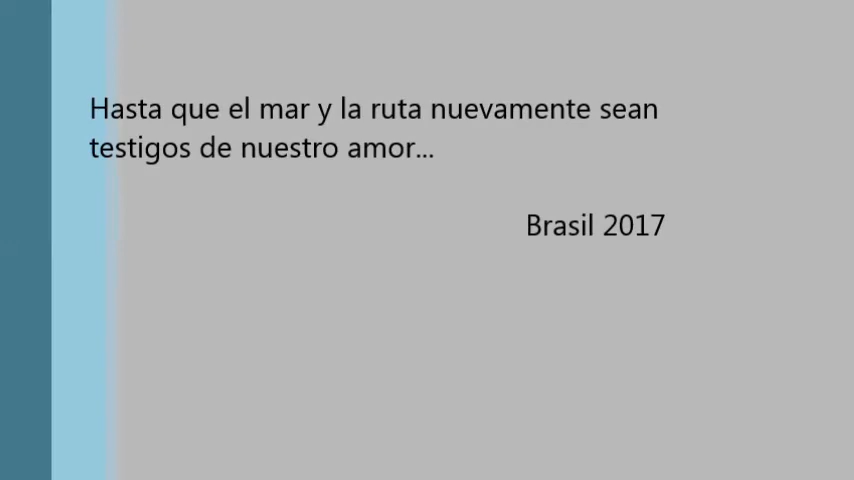 Hasta que el mar y la ruta nuevamente sean
testigos de nuestro amor...
Brasil 2017